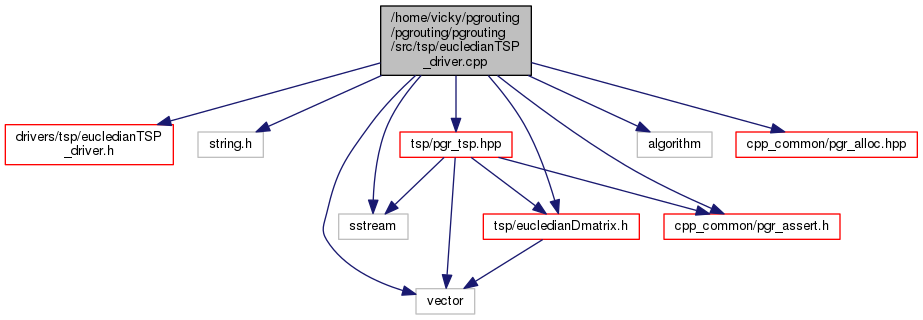 /home/vicky/pgrouting
/pgrouting/pgrouting
/src/tsp/eucledianTSP
_driver.cpp
drivers/tsp/eucledianTSP
_driver.h
string.h
tsp/pgr_tsp.hpp
algorithm
cpp_common/pgr_alloc.hpp
sstream
tsp/eucledianDmatrix.h
cpp_common/pgr_assert.h
vector